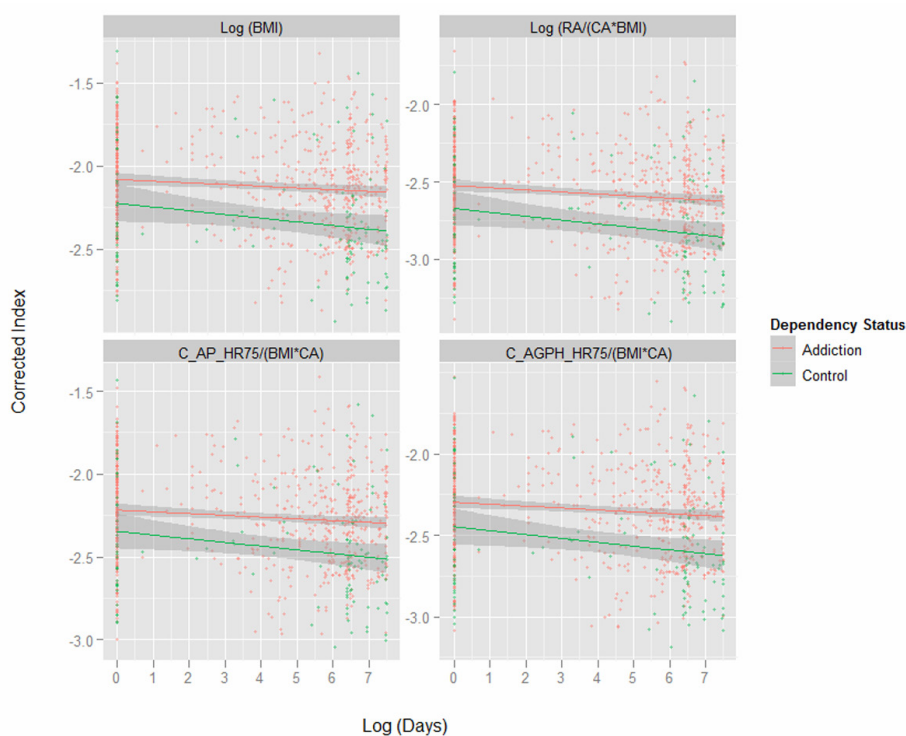 Log (BMI)
Log (RA/(CA*BMI)
-1.5
-2.0
-2.5
-2.0
-2.5
-3.0
C_AP_HR75/(BMI*CA)
C_AGPH_HR75/(BMI*CA)
-1.5
-2.0
-2.5
-3.0
-2.0
-2.5
-3.0
0 1 2 3 4 5 6 7
0 1 2 3 4 5 6 7
Corrected Index
Log (Days)
Dependency Status
Addiction
Control